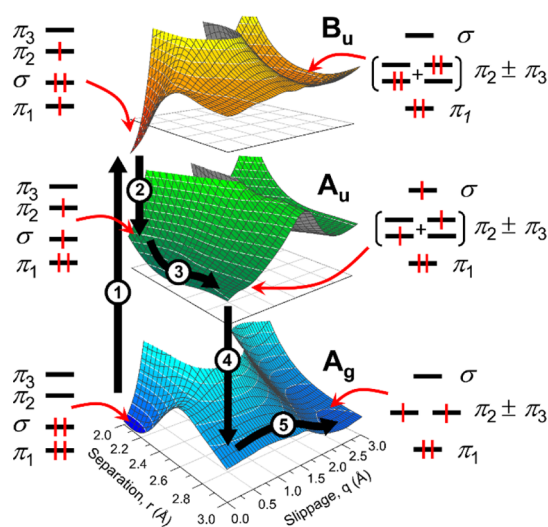 π3
π2
σ
π1
Bu
σ
( + ) π2 ± π3
π1
1
2
3
4
5
π3
π2
σ
π1
Au
σ
( + ) π2 ± π3
π1
π3
π2
σ
π1
Ag
σ
π2 ± π3
π1
2.0
2.2
2.4
2.6
2.8
3.0
Separation, r (Å)
0.0
0.5
1.0
1.5
2.0
2.5
3.0
Slippage, q (Å)